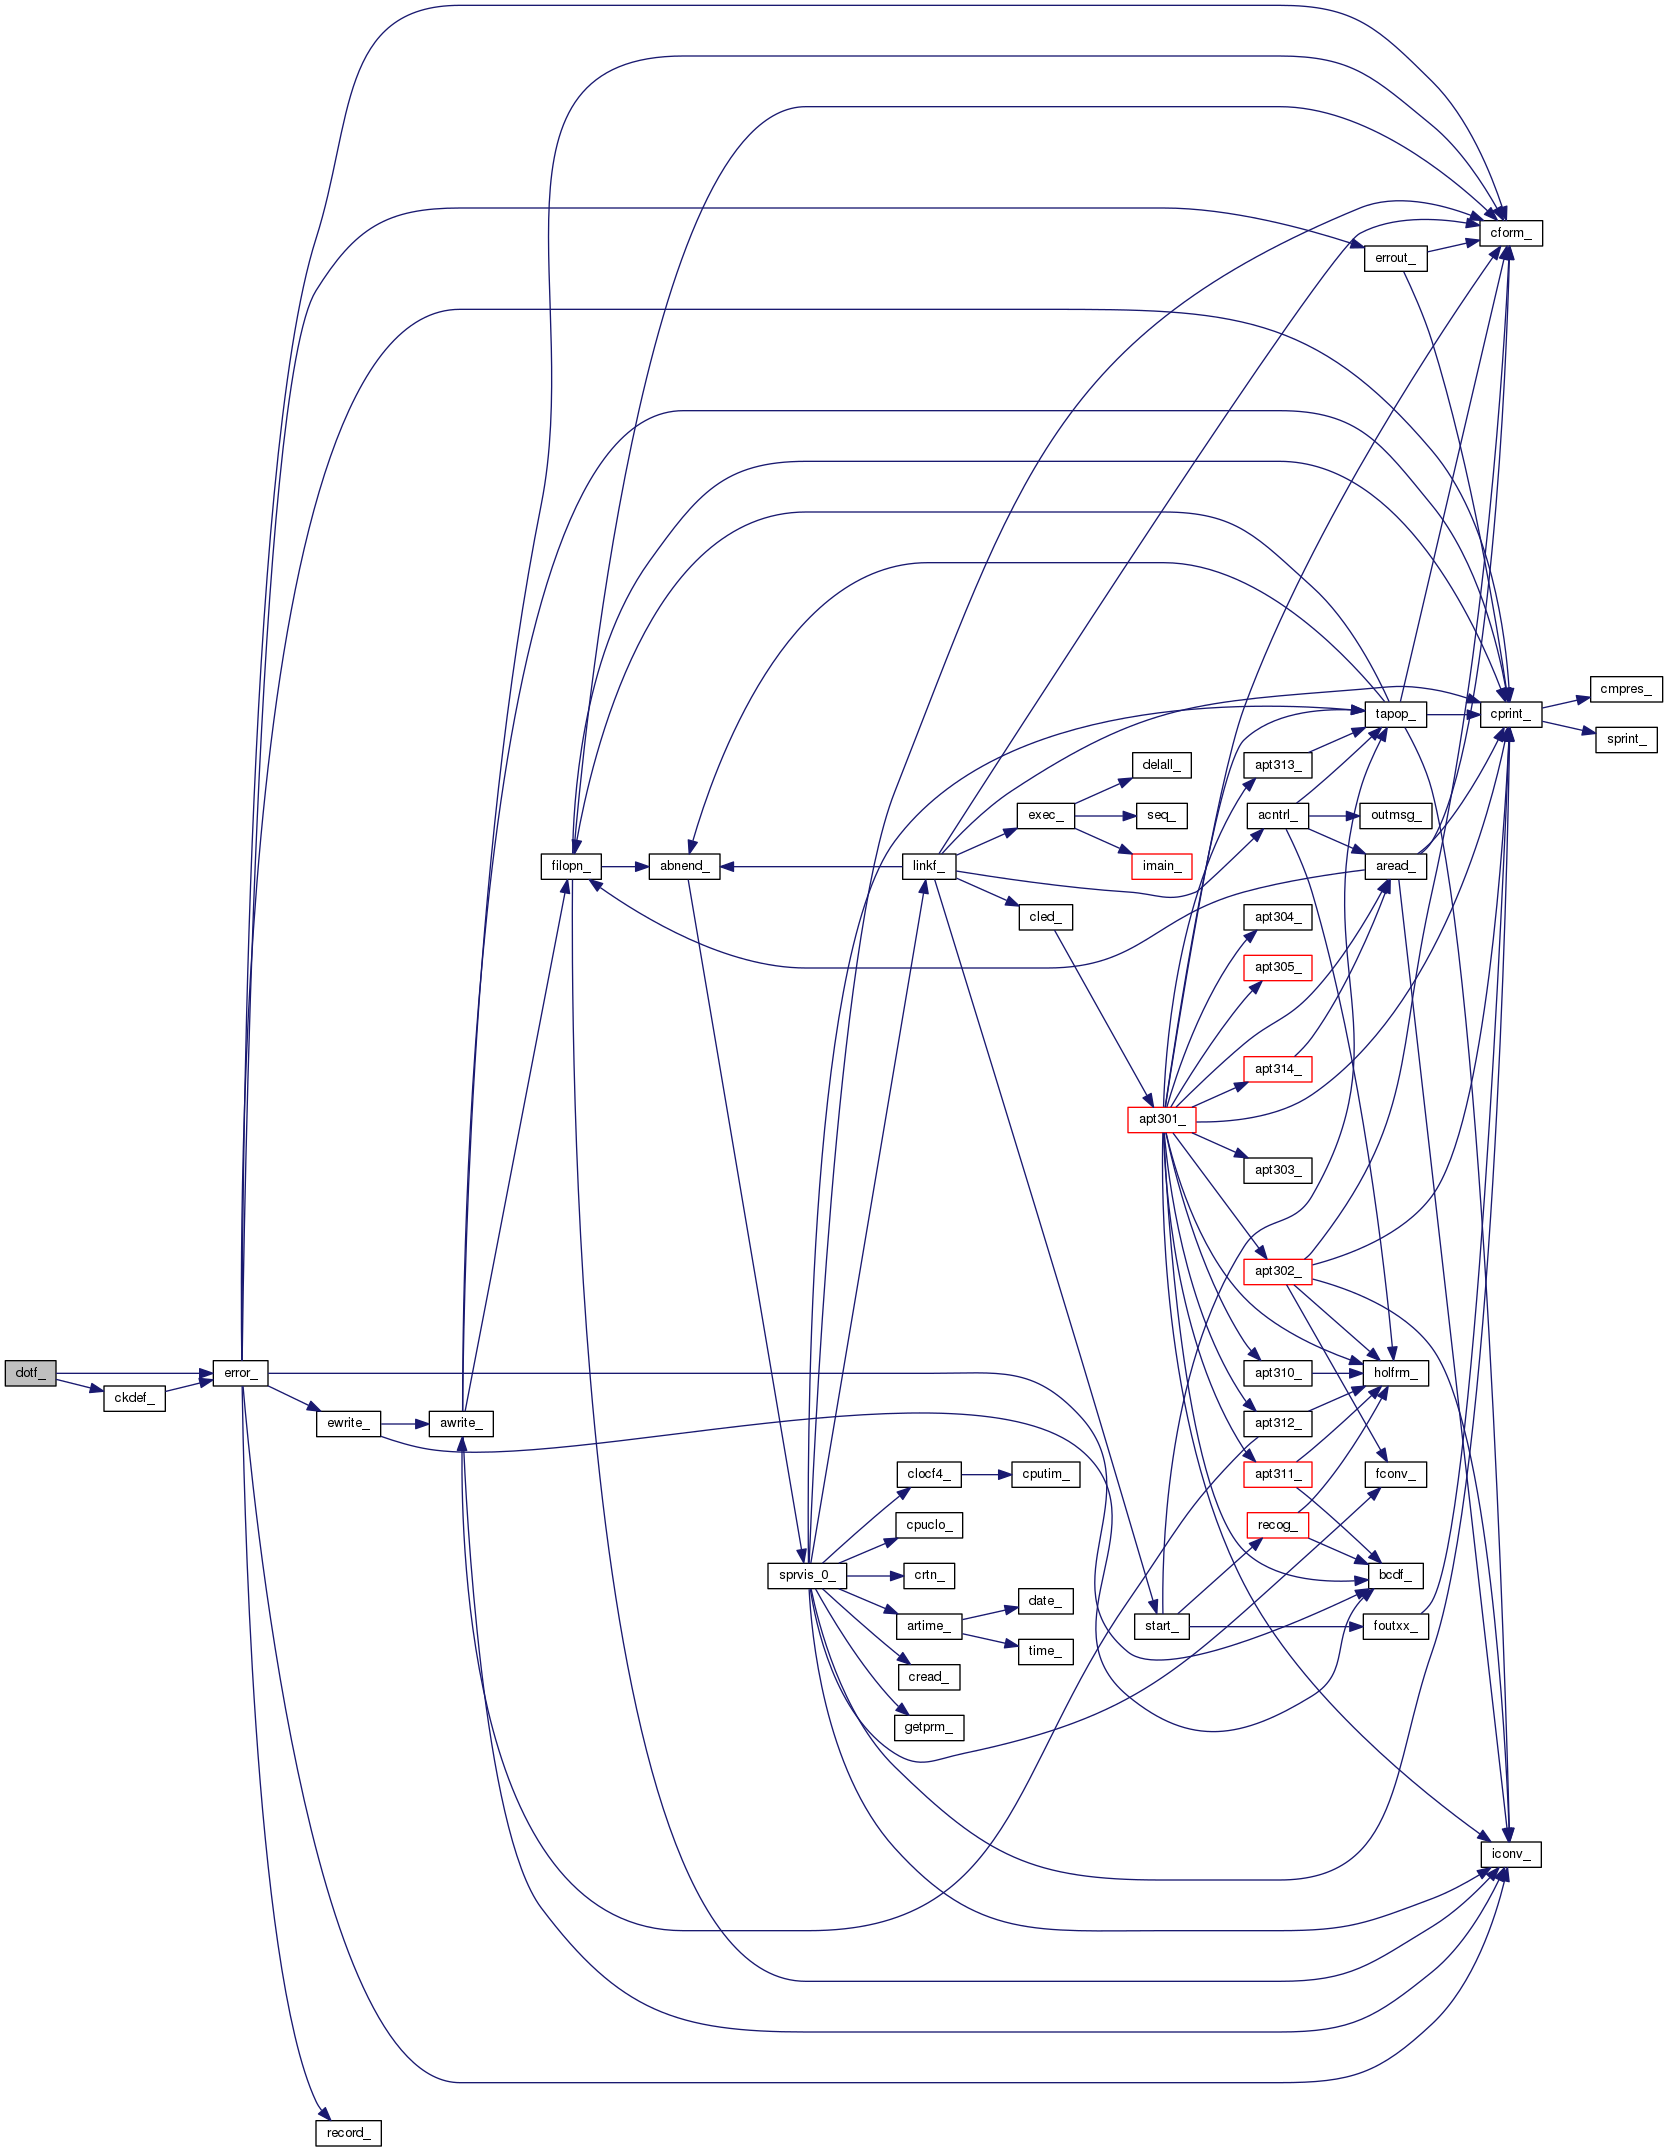 cform_
errout_
cmpres_
tapop_
cprint_
sprint_
delall_
apt313_
exec_
seq_
acntrl_
outmsg_
filopn_
abnend_
linkf_
imain_
aread_
cled_
apt304_
apt305_
apt314_
apt301_
apt303_
apt302_
dotf_
error_
apt310_
holfrm_
ckdef_
ewrite_
awrite_
apt312_
clocf4_
cputim_
apt311_
fconv_
cpuclo_
recog_
sprvis_0_
crtn_
bcdf_
date_
artime_
start_
foutxx_
time_
cread_
getprm_
iconv_
record_